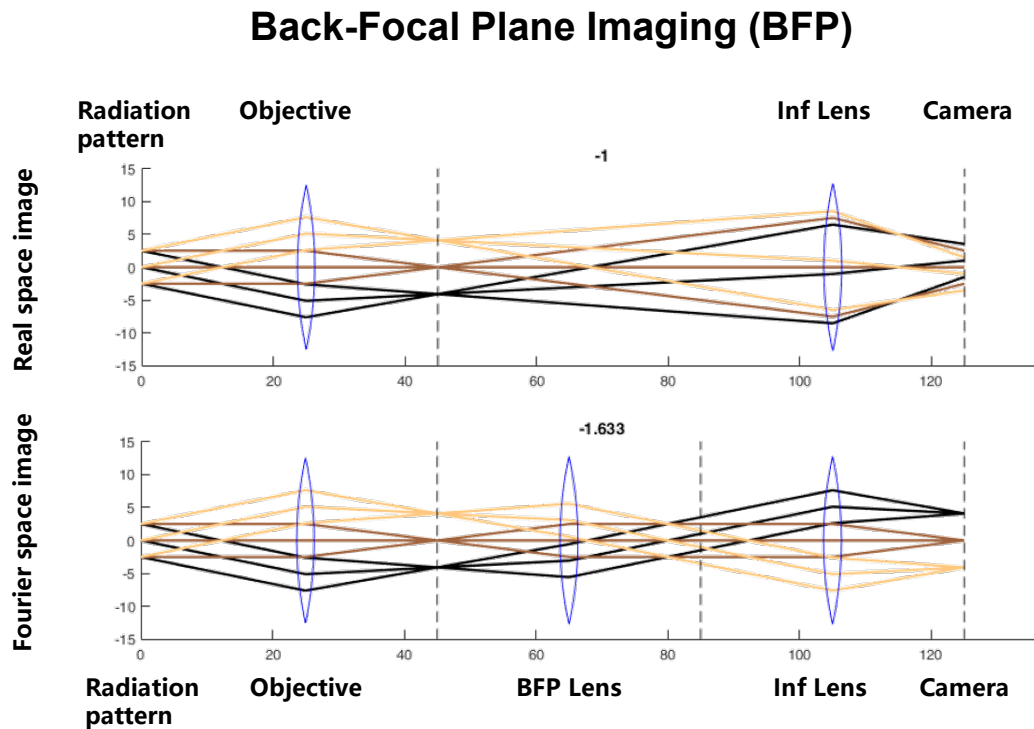 Back-Focal Plane Imaging (BFP)
Radiation
pattern
Objective
Inf Lens
Camera
-1
Real space image
15
10
5
0
-5
-10
-15
0
20
40
60
80
100
120
-1.633
Fourier space image
15
10
5
0
-5
-10
-15
0
20
40
60
80
100
120
Radiation
pattern
Objective
BFP Lens
Inf Lens
Camera